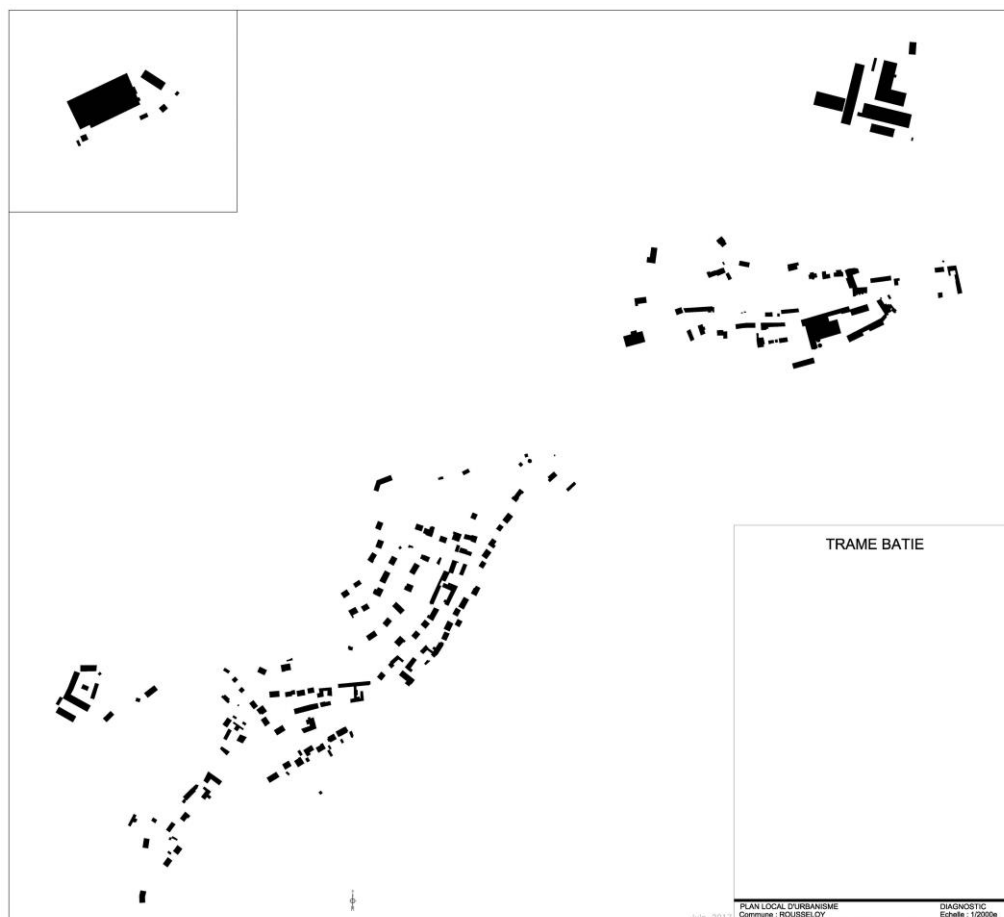 TRAME BATIE
PLAN LOCAL D'URBANISME
DIAGNOSTIC
Commune : ROUSSELOY
Echelle : 1/2000e